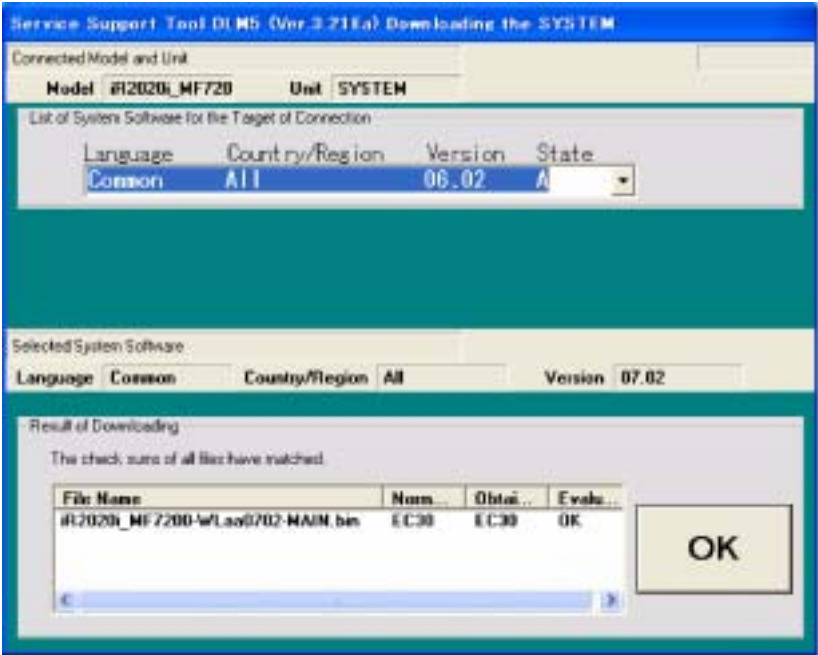 Service Support Tool DLM5 (Ver.3.21Ea) Downloading the SYSTEM
Connected Model and Unit
Model iR2020i_MF720 Unit SYSTEM
List of System Software for the Target of Connection
Language Country/Region Version State
Common All 06.02 A
Selected System Software
Language Common Country/Region All Version 07.02
Result of Downloading
The check sums of all files have matched.
File Name Norm... Obtai... Evalu...
iR2020i_MF7200-WLaa0702-MAIN.bin EC30 EC30 OK
OK